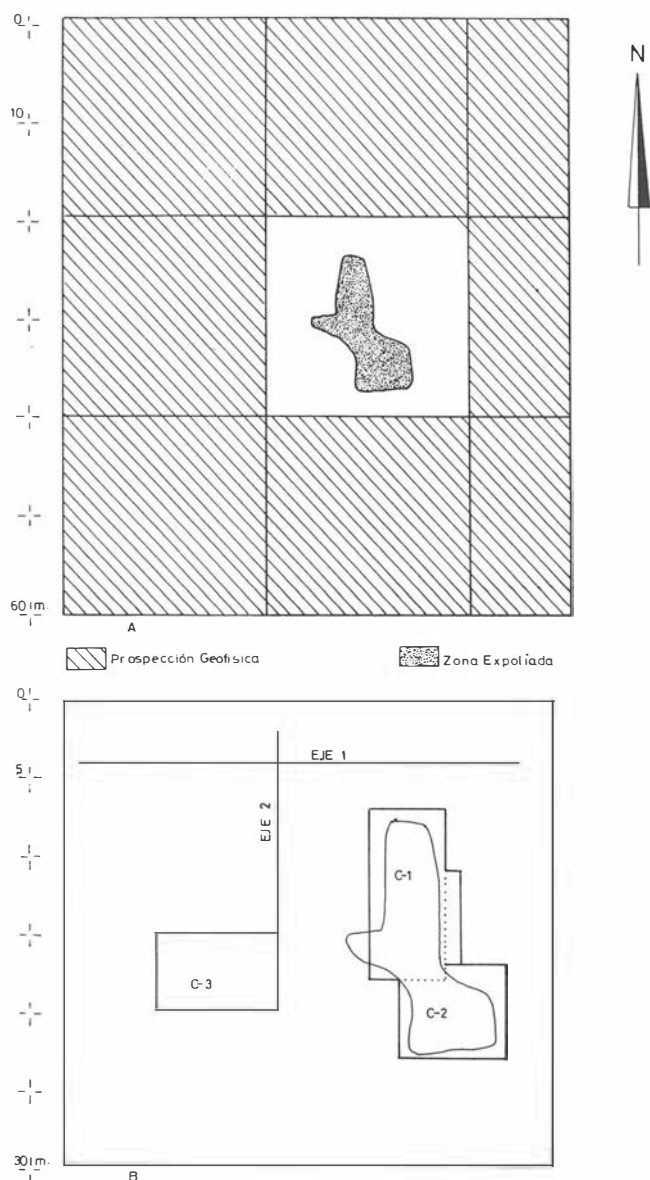 0
N
10
60 m.
A
Prospección Geofísica
Zona Expoliada
0
EJE 1
5
EJE 2
C-1
C-3
C-2
30 m.
B